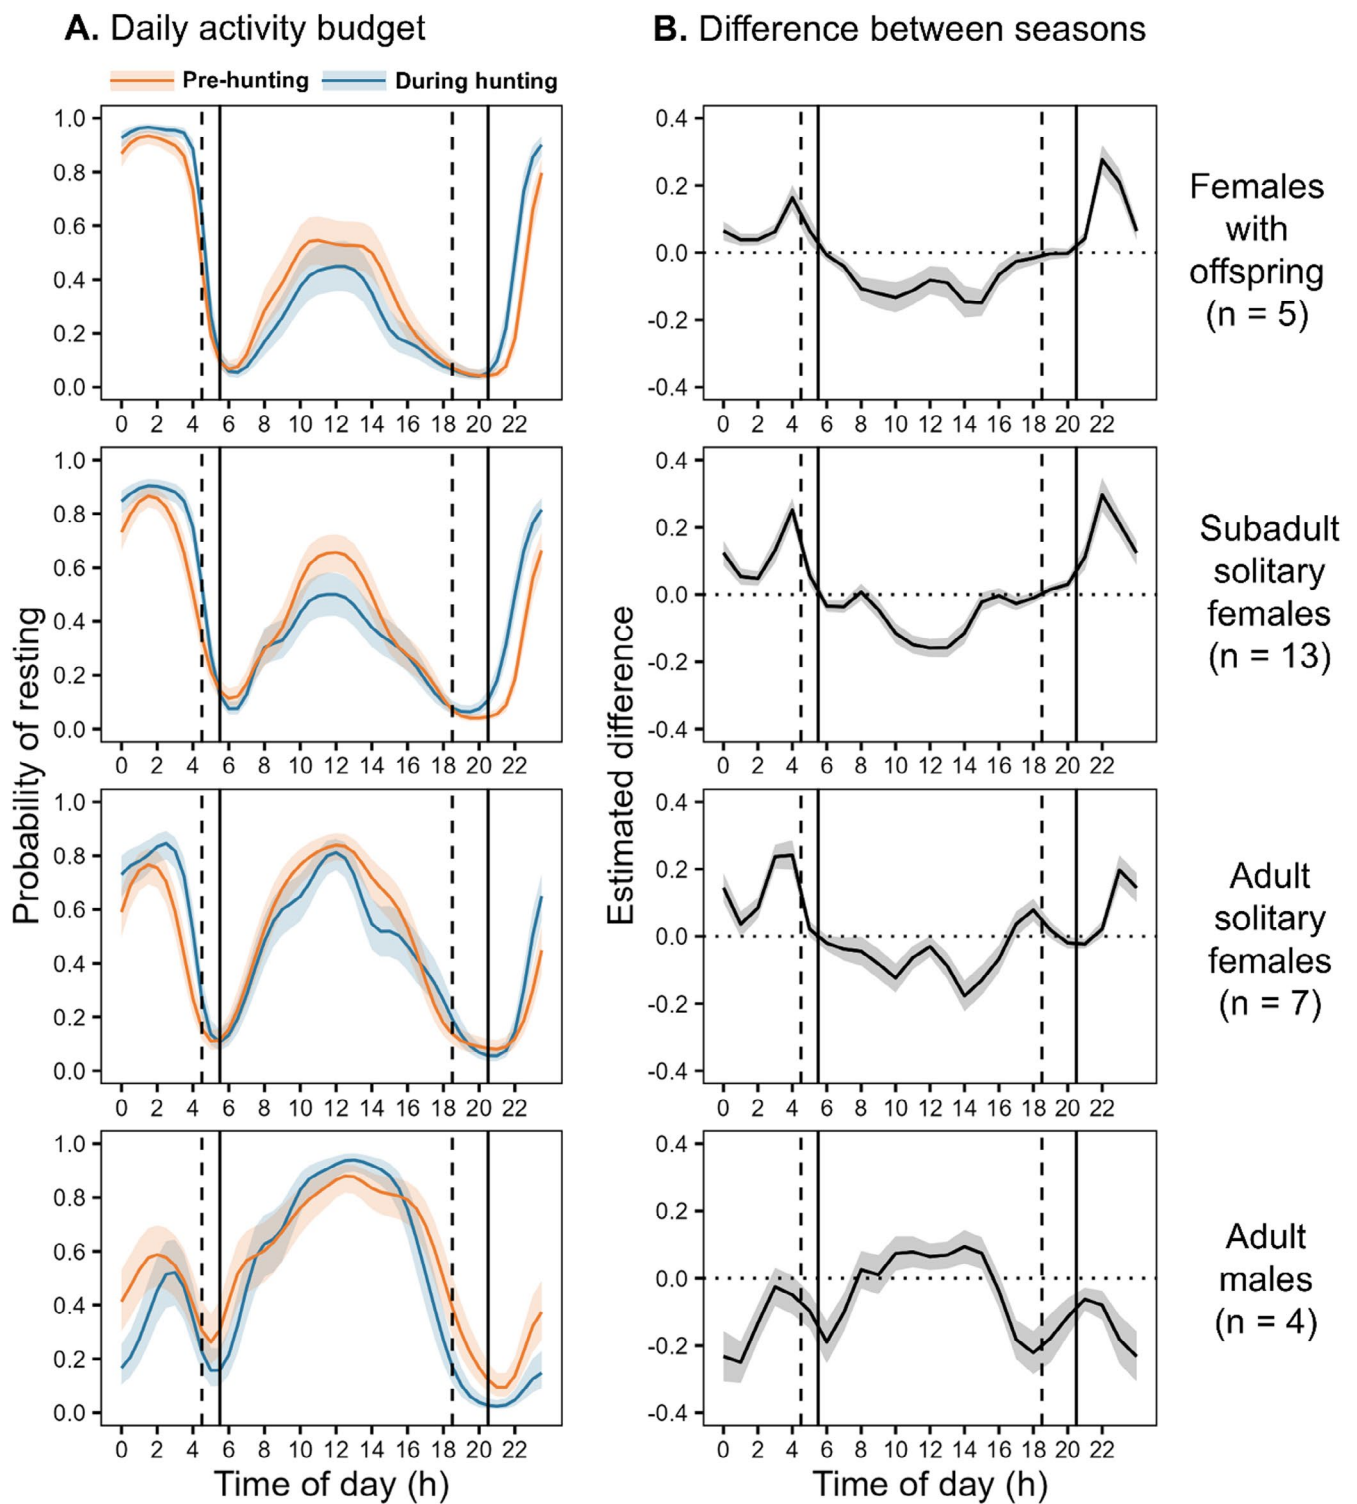 A. Daily activity budget
B. Difference between seasons
Pre-hunting During hunting
Probability of resting
Estimated difference
1.0
0.8
0.6
0.4
0.2
0.0
0 2 4 6 8 10 12 14 16 18 20 22
0.4
0.2
0.0
-0.2
-0.4
0 2 4 6 8 10 12 14 16 18 20 22
Females
with
offspring
(n = 5)
1.0
0.8
0.6
0.4
0.2
0.0
0 2 4 6 8 10 12 14 16 18 20 22
0.4
0.2
0.0
-0.2
-0.4
0 2 4 6 8 10 12 14 16 18 20 22
Subadult
solitary
females
(n = 13)
1.0
0.8
0.6
0.4
0.2
0.0
0 2 4 6 8 10 12 14 16 18 20 22
0.4
0.2
0.0
-0.2
-0.4
0 2 4 6 8 10 12 14 16 18 20 22
Adult
solitary
females
(n = 7)
1.0
0.8
0.6
0.4
0.2
0.0
0 2 4 6 8 10 12 14 16 18 20 22
0.4
0.2
0.0
-0.2
-0.4
0 2 4 6 8 10 12 14 16 18 20 22
Adult
males
(n = 4)
Time of day (h)
Time of day (h)